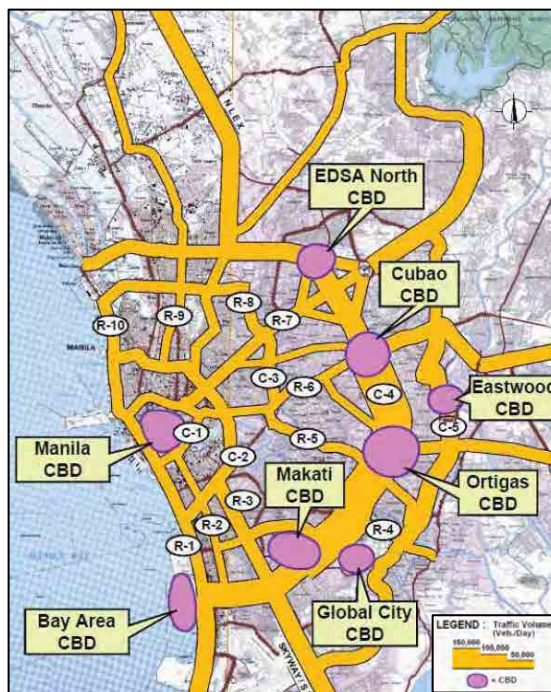 NLEX
EDSA North
CBD
Cubao
CBD
R-10
R-9
R-8
R-7
MANILA
C-3
R-6
C-4
Eastwood
CBD
C-5
Manila
CBD
C-1
C-2
R-5
Ortigas
CBD
Makati
CBD
R-3
R-2
R-1
R-4
Bay Area
CBD
Global City
CBD
SKYWAY / S
LEGEND : Traffic Volume
(Veh./Day)
150,000
100,000
50,000
= CBD